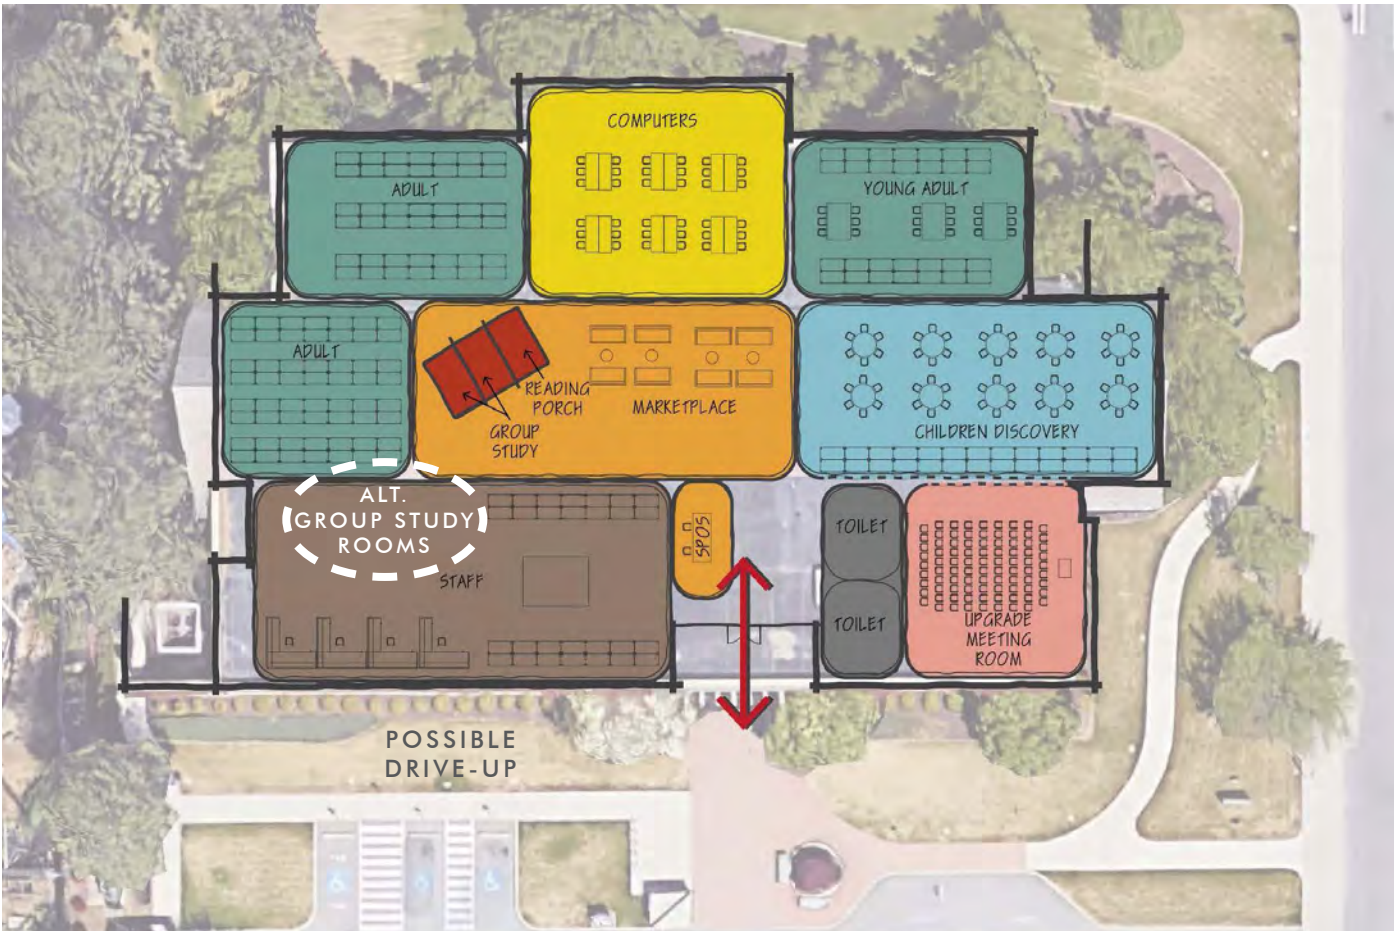 COMPUTERS
ADULT
YOUNG ADULT
ADULT
READING
PORCH
MARKETPLACE
GROUP
STUDY
CHILDREN DISCOVERY
ALT.
GROUP STUDY
ROOMS
STAFF
SPOS
TOILET
TOILET
UPGRADE
MEETING
ROOM
POSSIBLE
DRIVE-UP